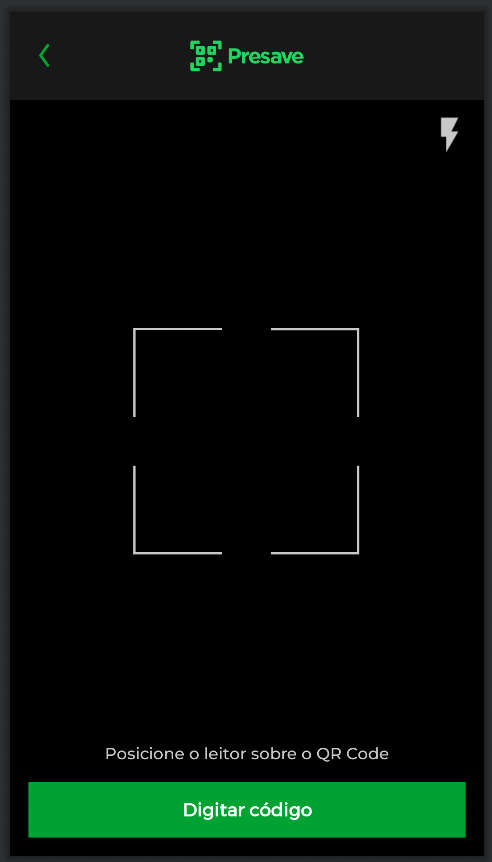 Presave
Posicione o leitor sobre o QR Code
Digitar código